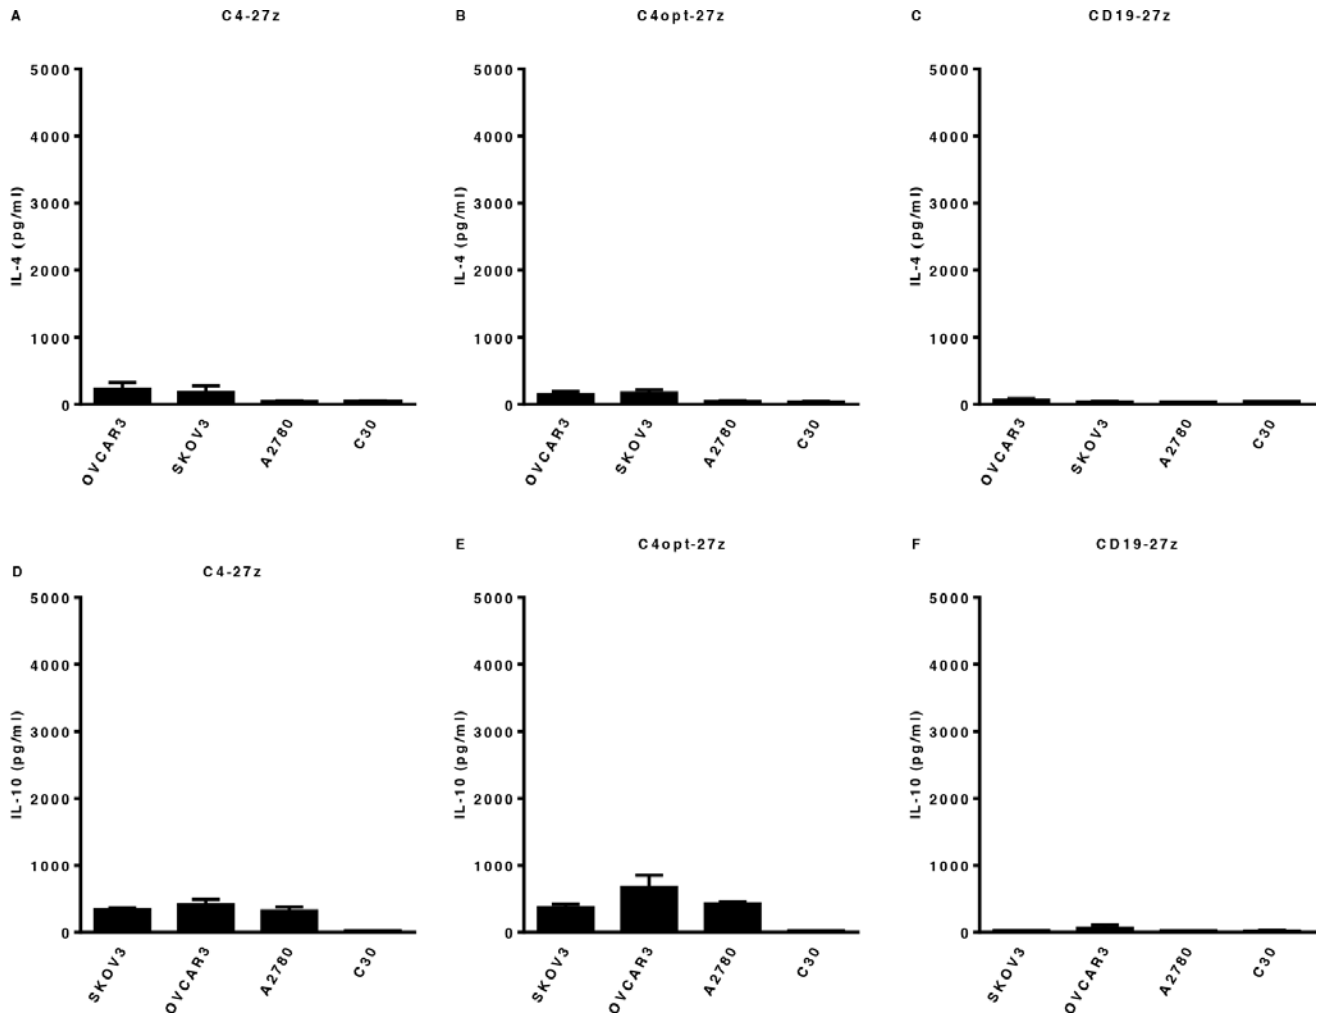 A
C4-27z
5000
4000
3000
2000
1000
0
IL-4 (pg/ml)
OVCAR3
SKOV3
A2780
C30
B
C4opt-27z
5000
4000
3000
2000
1000
0
IL-4 (pg/ml)
OVCAR3
SKOV3
A2780
C30
C
CD19-27z
5000
4000
3000
2000
1000
0
IL-4 (pg/ml)
OVCAR3
SKOV3
A2780
C30
D
C4-27z
5000
4000
3000
2000
1000
0
IL-10 (pg/ml)
SKOV3
OVCAR3
A2780
C30
E
C4opt-27z
5000
4000
3000
2000
1000
0
IL-10 (pg/ml)
SKOV3
OVCAR3
A2780
C30
F
CD19-27z
5000
4000
3000
2000
1000
0
IL-10 (pg/ml)
SKOV3
OVCAR3
A2780
C30